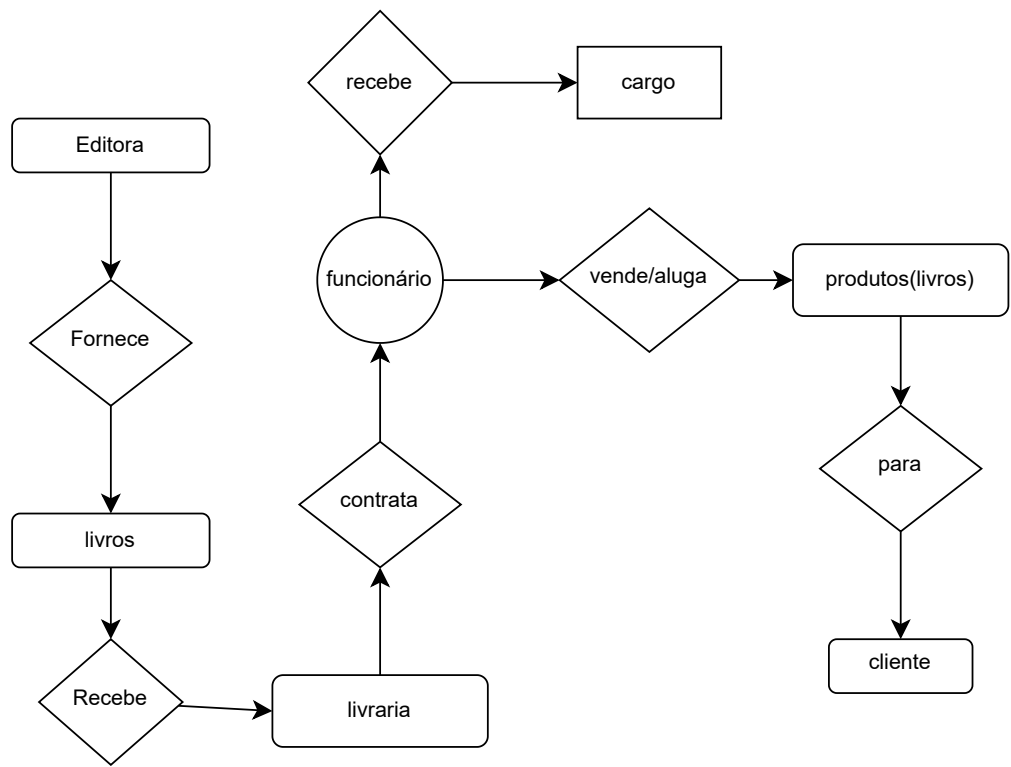 recebe
cargo
Editora
funcionário
vende/aluga
produtos(livros)
Fornece
contrata
para
livros
Recebe
livraria
cliente